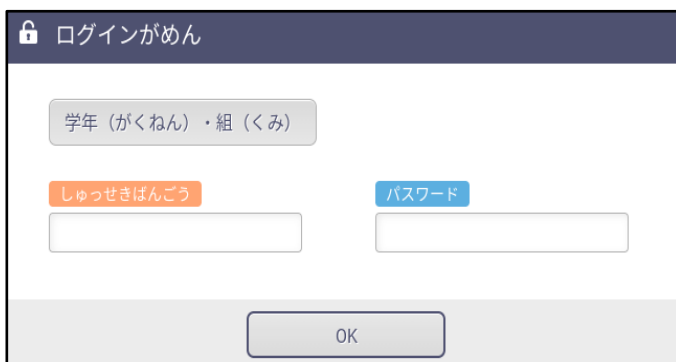 ログインがめん
学年（がくねん）・組（くみ）
しゅっせきばんごう
パスワード
OK